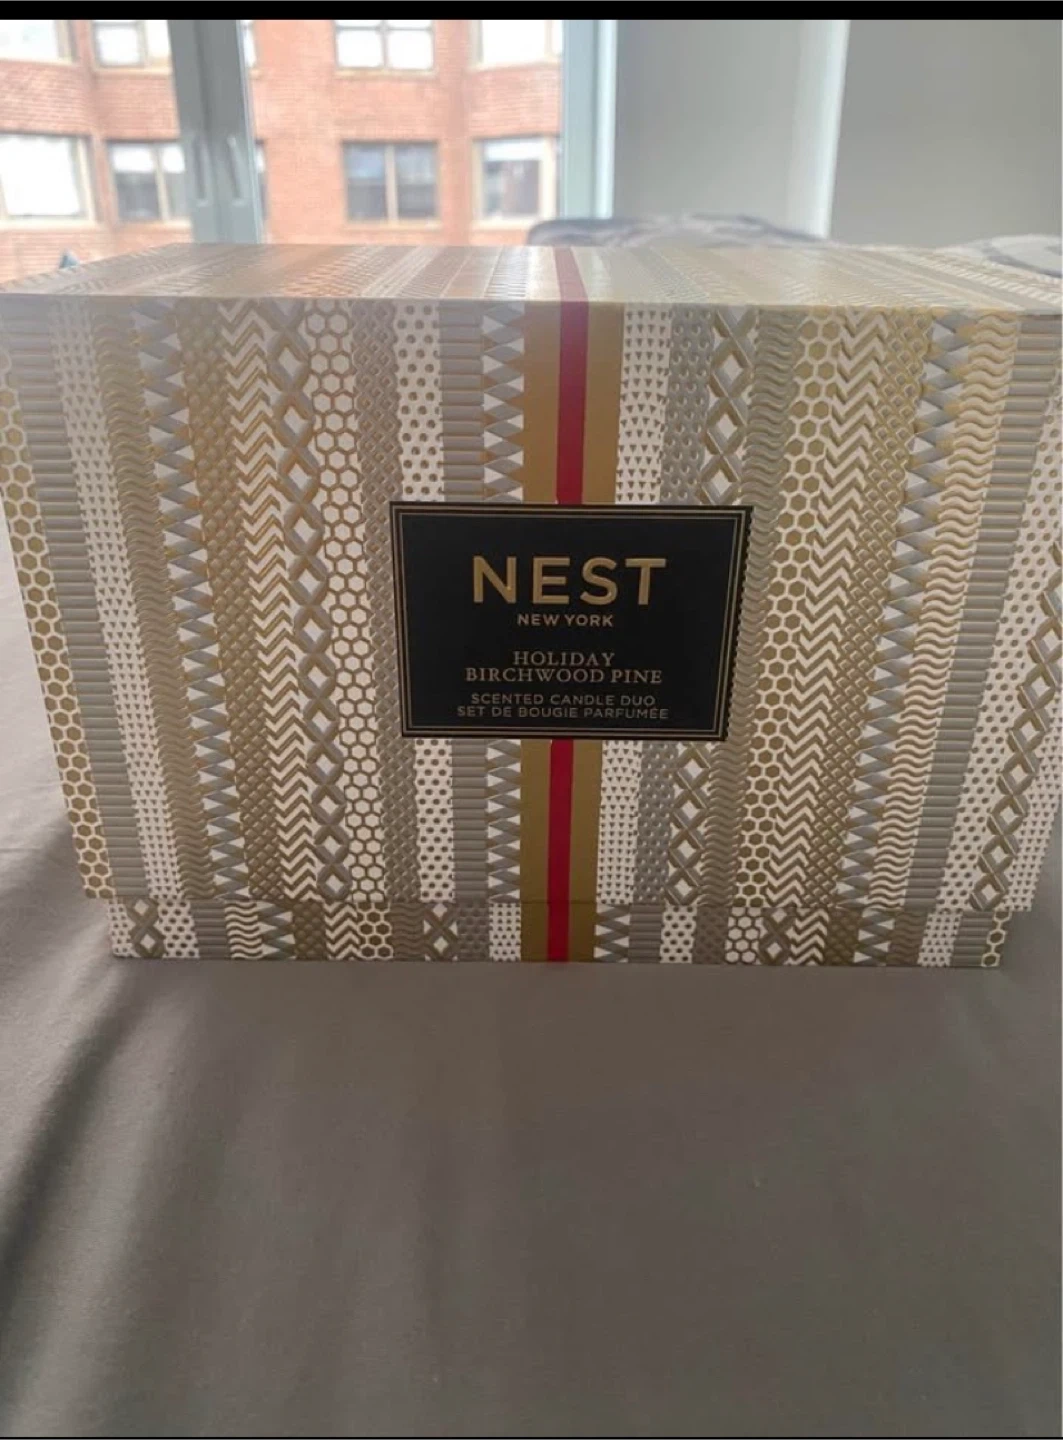 NEST
NEW YORK
HOLIDAY
BIRCHWOOD PINE
SCENTED CANDLE DUO
SET DE BOUGIE PARFUMÉE